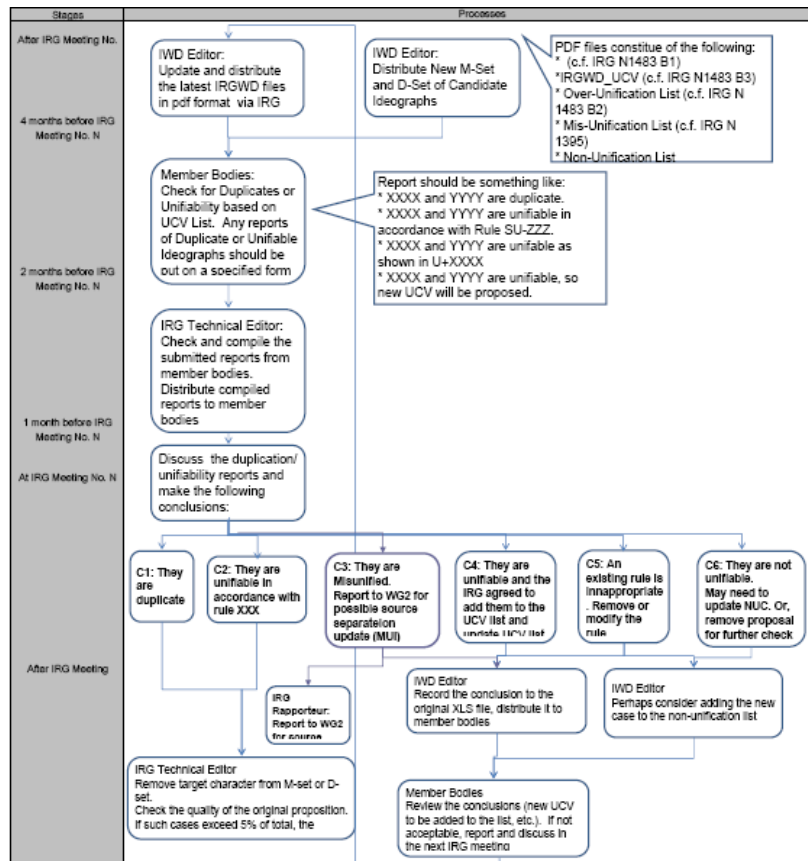 Stages
Processes
After IRG Meeting No.
IWD Editor:
Update and distribute
the latest IRGWD files
in pdf format via IRG
IWD Editor:
Distribute New M-Set
and D-Set of Candidate
Ideographs
PDF files constitue of the following:
* (c.f. IRG N1483 B1)
*IRGWD_UCV (c.f. IRG N1483 B3)
* Over-Unification List (c.f. IRG N
1483 B2)
* Mis-Unification List (c.f. IRG N
1395)
* Non-Unification List
4 months before IRG
Meeting No. N
Member Bodies:
Check for Duplicates or
Unifiability based on
UCV List. Any reports
of Duplicate or Unifiable
Ideographs should be
put on a specified form
Report should be something like:
* XXXX and YYYY are duplicate.
* XXXX and YYYY are unifiable in
accordance with Rule SU-ZZZ.
* XXXX and YYYY are unifable as
shown in U+XXXX
* XXXX and YYYY are unifiable, so
new UCV will be proposed.
2 months before IRG
Meeting No. N
IRG Technical Editor:
Check and compile the
submitted reports from
member bodies.
Distribute compiled
reports to member
bodies
1 month before IRG
Meeting No. N
At IRG Meeting No. N
Discuss the duplication/
unifiability reports and
make the following
conclusions:
C1: They
are
duplicate
C2: They are
unifiable in
accordance with
rule XXX
C3: They are
Misunified.
Report to WG2 for
possible source
separateion
update (MUI)
C4: They are
unifiable and the
IRG agreed to
add them to the
UCV list and
update UCV list
C5: An
existing rule is
innappropriate
. Remove or
modify the
rule
C6: They are not
unifiable.
May need to
update NUC. Or,
remove proposal
for further check
After IRG Meeting
IRG
Rapporteur:
Report to WG2
for source
IWD Editor
Record the conclusion to the
original XLS file, distribute it to
member bodies
IWD Editor
Perhaps consider adding the new
case to the non-unification list
IRG Technical Editor
Remove target character from M-set or D-
set.
Check the quality of the original proposition.
If such cases exceed 5% of total, the
Member Bodies
Review the conclusions (new UCV
to be added to the list, etc.). If not
acceptable, report and discuss in
the next IRG meeting